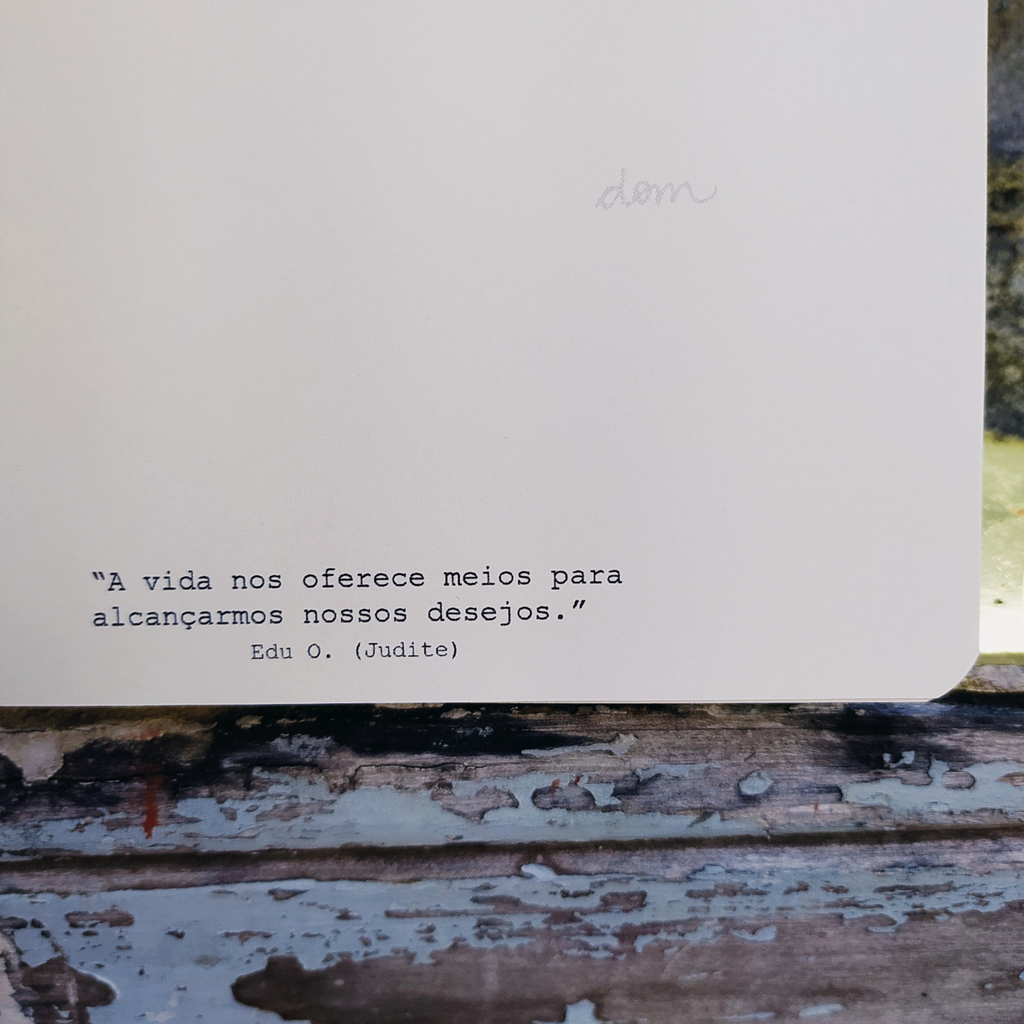 dom
"A vida nos oferece meios para
alcançarmos nossos desejos."
Edu O. (Judite)